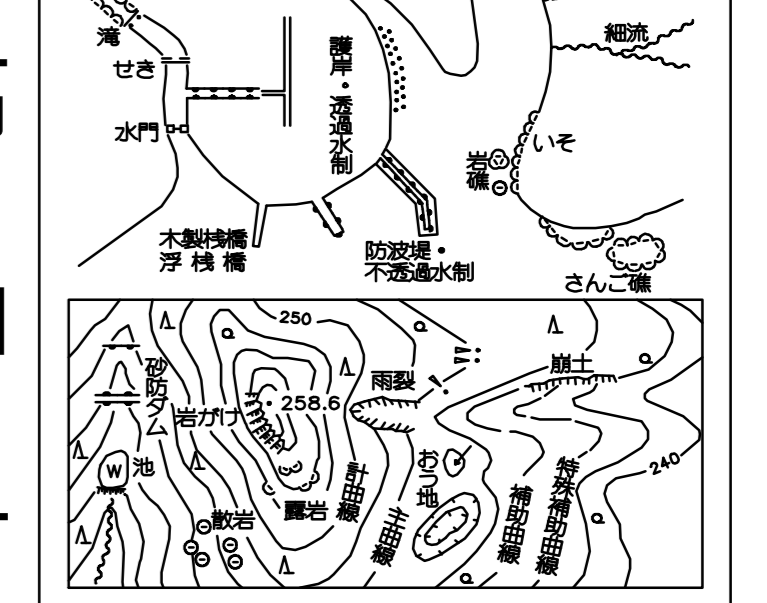 滝
せき
水門
護岸・透過水制
細流
いそ
岩礁
木製桟橋
浮桟橋
防波堤・
不透過水制
さんご礁
250
砂防ダム
岩がけ
258.6
雨裂
崩土
池
W
おう地
計曲線
主曲線
補助曲線
特殊補助曲線
240
散岩
露岩